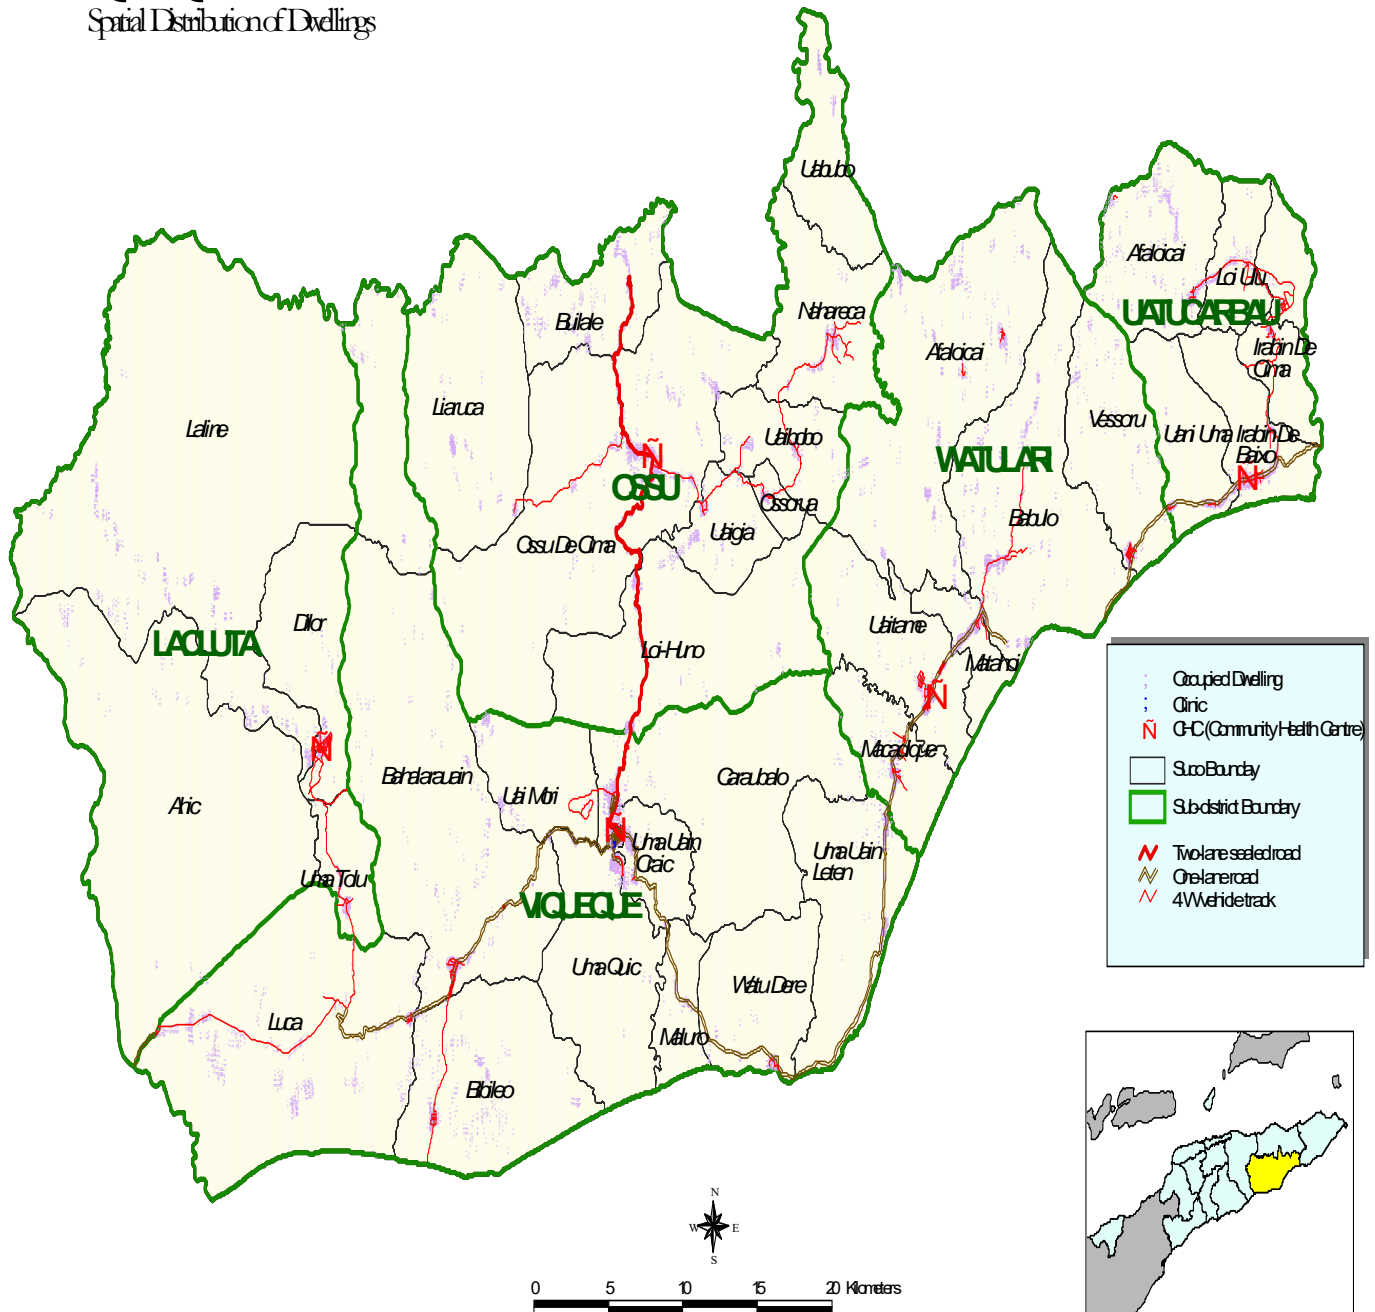 Spatial Distribution of Dwellings
Uabubo
Afaloicai
Loi Ulu
UATUCARBAU
Builale
Nahareca
Afaloicai
Irabin De
Cima
Liaruca
Laline
Uaibobo
Vessoru
Uani Uma
Irabin De
Baixo
WATULARI
Ñ
OSSU
Ñ
Ossorua
Babulo
Uaigia
Ossu De Cima
Dilor
LACLUTA
Uaitame
Loi-Huno
Matahoi
Ñ
Ñ
Macadique
Bahalarauain
Caraubalo
Ahic
Uai Mori
Ñ
Uma Uain
Craic
Uma Uain
Leten
Uma Tolu
VIQUEQUE
Uma Quic
Watu Dere
Luca
Maluro
Bibileo
Occupied Dwelling
Clinic
Ñ CHC (Community Health Centre)
Suco Boundary
Sub-district Boundary
Two-lane sealed road
One-lane road
4W vehicle track
N
W E
S
0 5 10 15 20 Kilometers